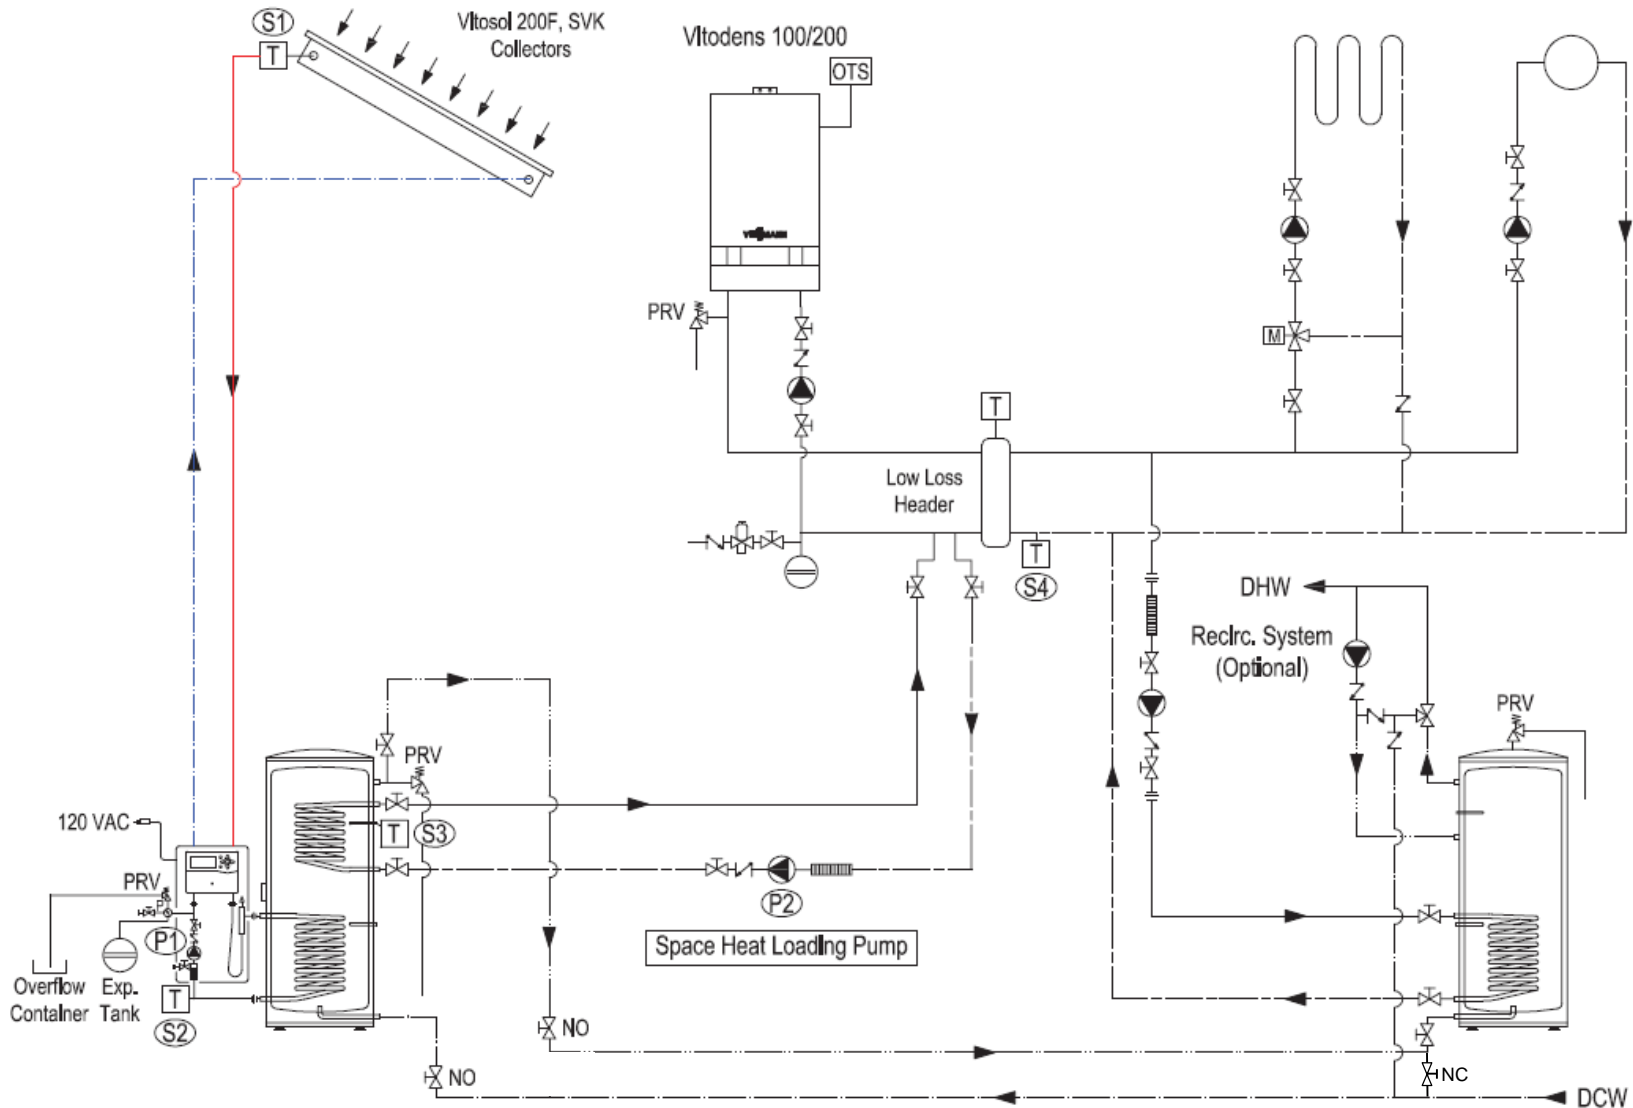 S1
T
Vitosol 200F, SVK
Collectors
Vitodens 100/200
OTS
VIESMANN
PRV
M
T
Low Loss
Header
T
S4
DHW
Recirc. System
(Optional)
PRV
PRV
120 VAC
T
S3
PRV
P1
P2
Space Heat Loading Pump
Overflow
Container
Exp.
Tank
T
S2
NO
NO
NC
DCW